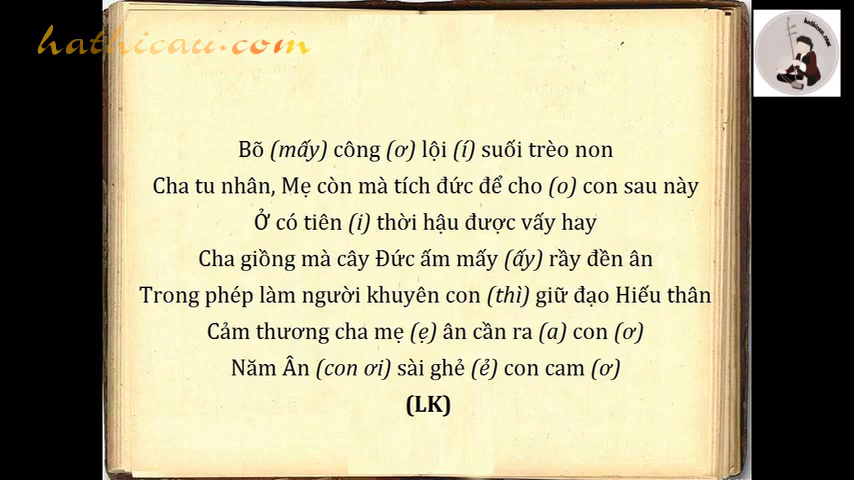 hathicau.com
hathicau.com
Bõ (mấy) công (ơ) lội (í) suối trèo non
Cha tu nhân, Mẹ còn mà tích đức để cho (o) con sau này
Ở có tiên (i) thời hậu được vấy hay
Cha giồng mà cây Đức ấm mấy (ấy) rầy đền ân
Trong phép làm người khuyên con (thì) giữ đạo Hiếu thân
Cảm thương cha mẹ (ẹ) ân cần ra (a) con (ơ)
Năm Ân (con ơi) sài ghẻ (ẻ) con cam (ơ)
(LK)